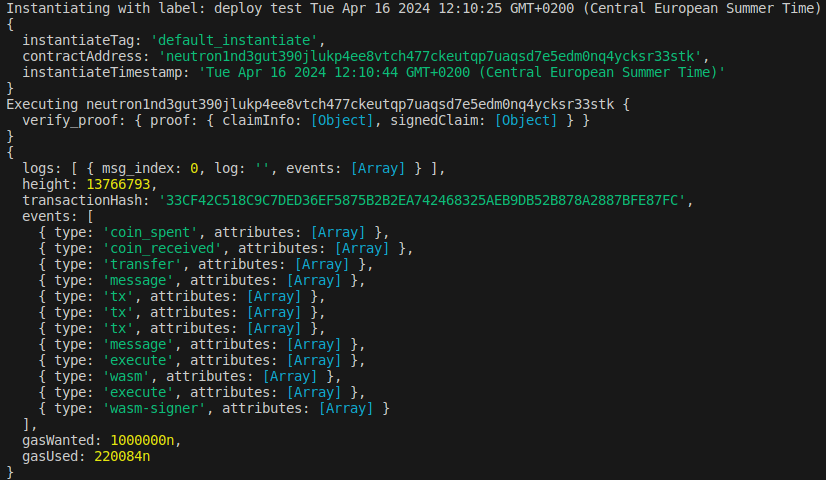 Instantiating with label: deploy test Tue Apr 16 2024 12:10:25 GMT+0200 (Central European Summer Time)
{
  instantiateTag: 'default_instantiate',
  contractAddress: 'neutron1nd3gut390jlukp4ee8vtch477ckeutqp7uaqsd7e5edm0nq4ycksr33stk',
  instantiateTimestamp: 'Tue Apr 16 2024 12:10:44 GMT+0200 (Central European Summer Time)'
}
Executing neutron1nd3gut390jlukp4ee8vtch477ckeutqp7uaqsd7e5edm0nq4ycksr33stk {
  verify_proof: { proof: { claimInfo: [Object], signedClaim: [Object] } }
}
{
  logs: [ { msg_index: 0, log: '', events: [Array] } ],
  height: 13766793,
  transactionHash: '33CF42C518C9C7DED36EF5875B2B2EA742468325AEB9DB52B878A2887BFE87FC',
  events: [
    { type: 'coin_spent', attributes: [Array] },
    { type: 'coin_received', attributes: [Array] },
    { type: 'transfer', attributes: [Array] },
    { type: 'message', attributes: [Array] },
    { type: 'tx', attributes: [Array] },
    { type: 'tx', attributes: [Array] },
    { type: 'tx', attributes: [Array] },
    { type: 'message', attributes: [Array] },
    { type: 'execute', attributes: [Array] },
    { type: 'wasm', attributes: [Array] },
    { type: 'execute', attributes: [Array] },
    { type: 'wasm-signer', attributes: [Array] }
  ],
  gasWanted: 1000000n,
  gasUsed: 220084n
}